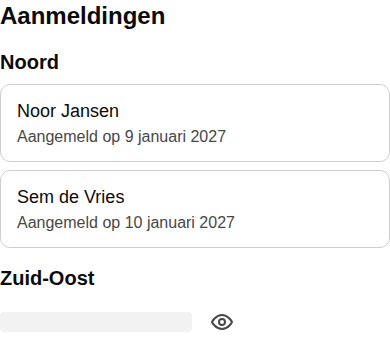 Aanmeldingen
Noord
Noor Jansen
Aangemeld op 9 januari 2027
Sem de Vries
Aangemeld op 10 januari 2027
Zuid-Oost